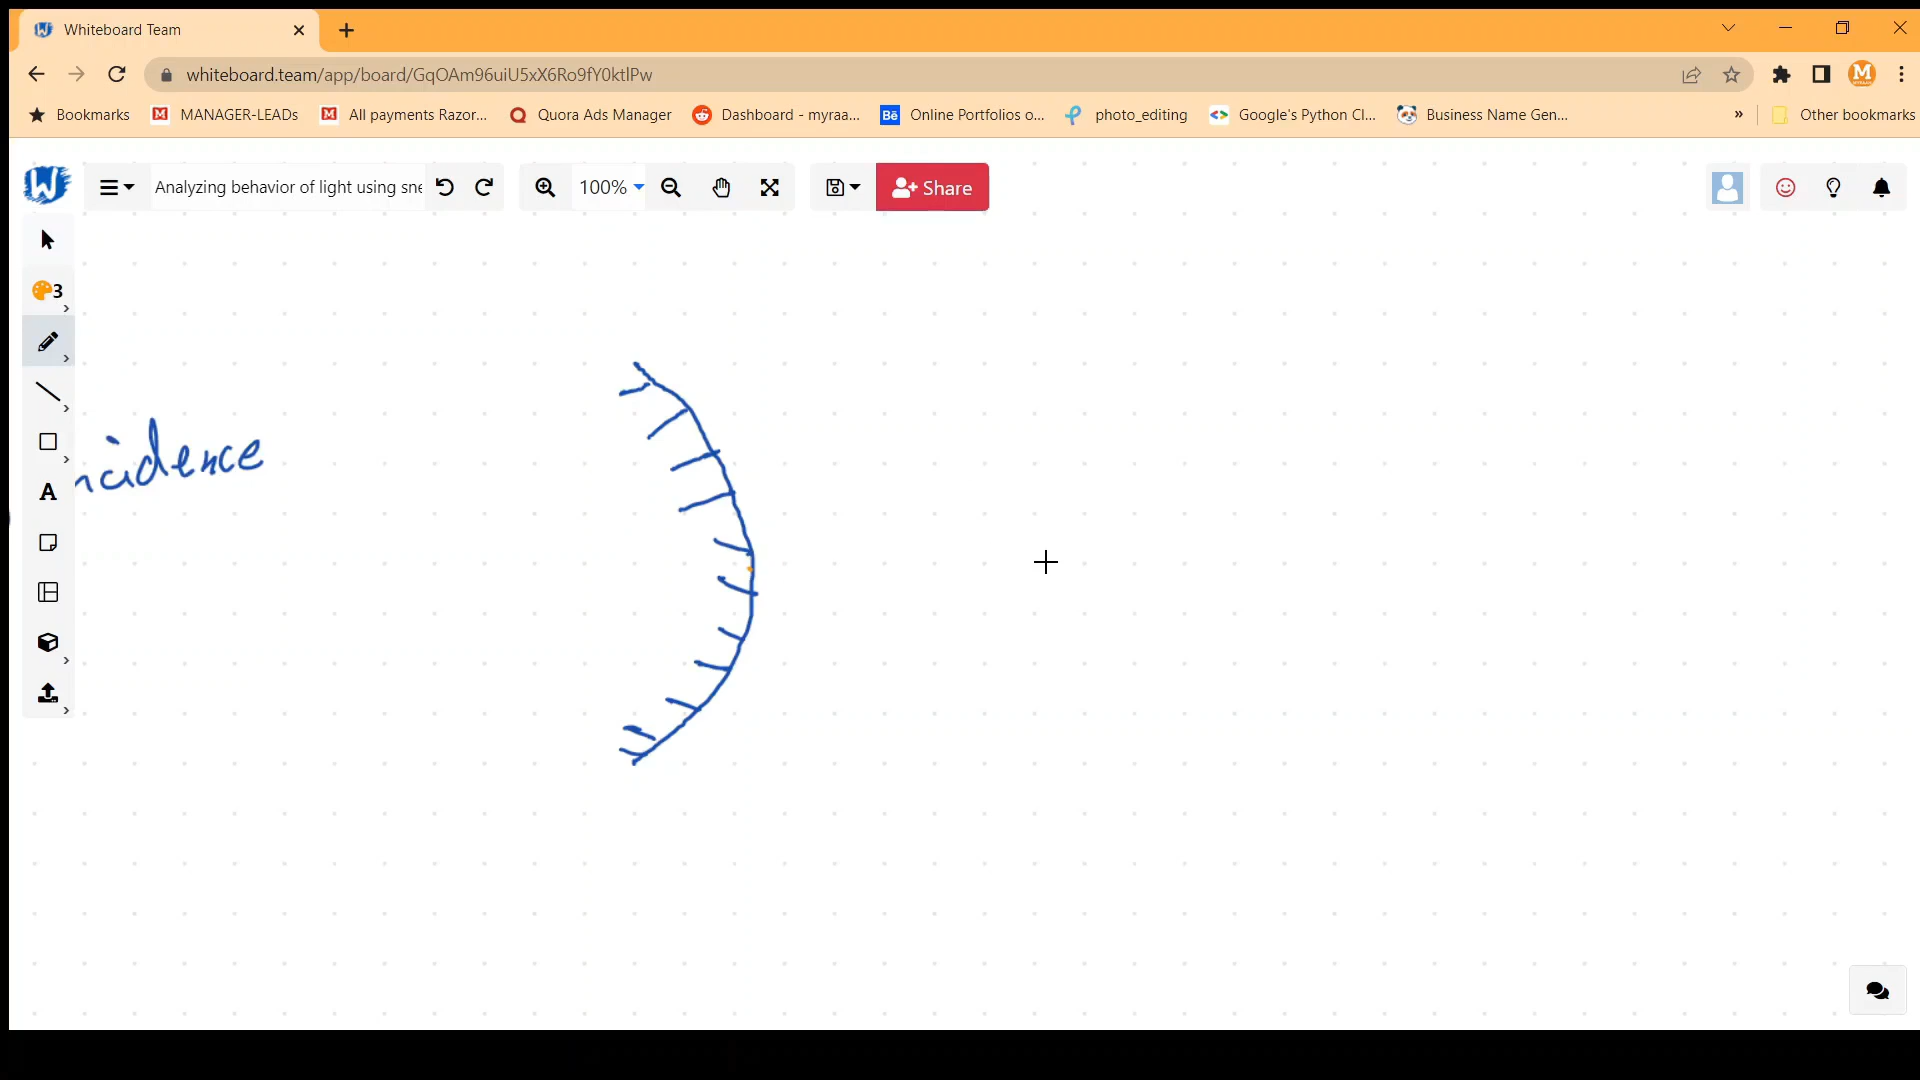 Whiteboard Team
whiteboard.team/app/board/GqOAm96uiU5xX6Ro9fY0ktlPw
M
Bookmarks M MANAGER-LEADs M All payments Razor... Quora Ads Manager Dashboard - myraa... Bē Online Portfolios o... photo_editing Google's Python Cl... Business Name Gen... » Other bookmarks
W Analyzing behavior of light using sne 100% Share
3
ncidence
A